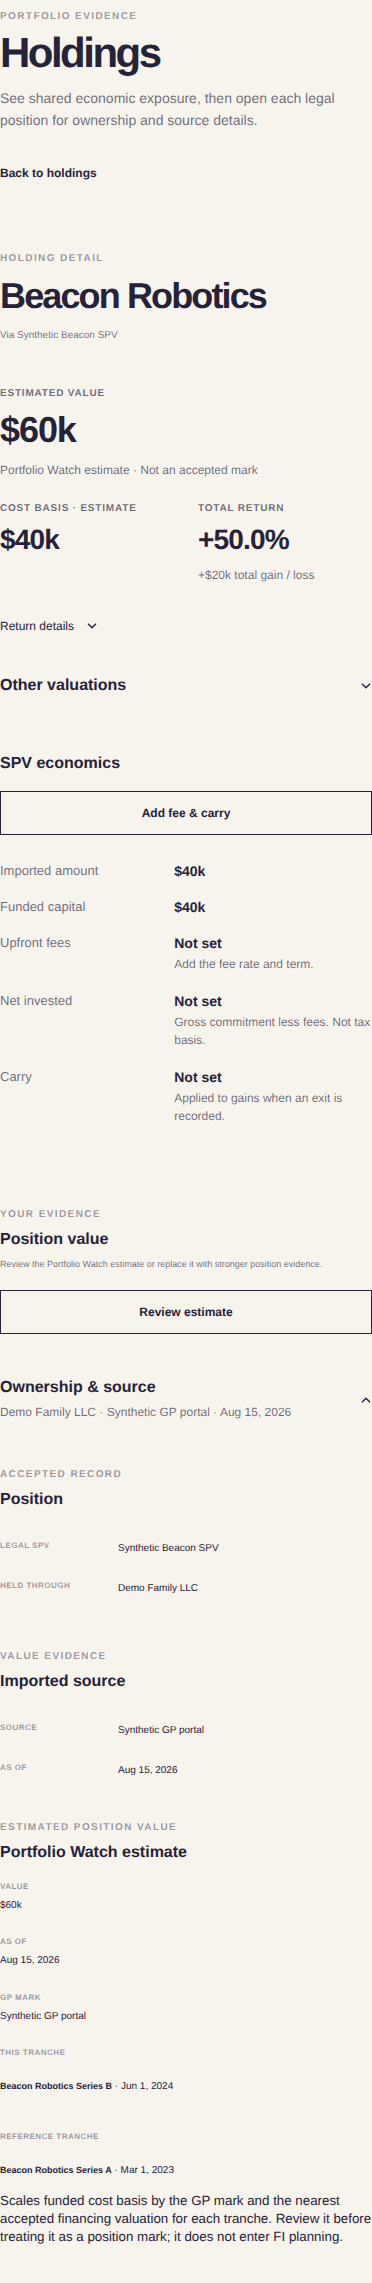 PORTFOLIO EVIDENCE
Holdings
See shared economic exposure, then open each legal
position for ownership and source details.
Back to holdings
HOLDING DETAIL
Beacon Robotics
Via Synthetic Beacon SPV
ESTIMATED VALUE
$60k
Portfolio Watch estimate · Not an accepted mark
COST BASIS · ESTIMATE
$40k
TOTAL RETURN
+50.0%
+$20k total gain / loss
Return details
Other valuations
SPV economics
Add fee & carry
Imported amount $40k
Funded capital $40k
Upfront fees Not set
Add the fee rate and term.
Net invested Not set
Gross commitment less fees. Not tax
basis.
Carry Not set
Applied to gains when an exit is
recorded.
YOUR EVIDENCE
Position value
Review the Portfolio Watch estimate or replace it with stronger position evidence.
Review estimate
Ownership & source
Demo Family LLC · Synthetic GP portal · Aug 15, 2026
ACCEPTED RECORD
Position
LEGAL SPV Synthetic Beacon SPV
HELD THROUGH Demo Family LLC
VALUE EVIDENCE
Imported source
SOURCE Synthetic GP portal
AS OF Aug 15, 2026
ESTIMATED POSITION VALUE
Portfolio Watch estimate
VALUE
$60k
AS OF
Aug 15, 2026
GP MARK
Synthetic GP portal
THIS TRANCHE
Beacon Robotics Series B · Jun 1, 2024
REFERENCE TRANCHE
Beacon Robotics Series A · Mar 1, 2023
Scales funded cost basis by the GP mark and the nearest
accepted financing valuation for each tranche. Review it before
treating it as a position mark; it does not enter FI planning.